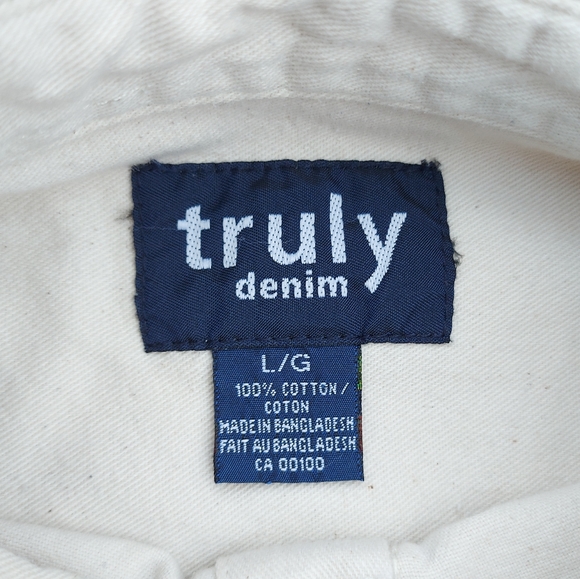 truly
denim
L/G
100% COTTON /
COTON
MADE IN BANGLADESH
FAIT AU BANGLADESH
CA 00100